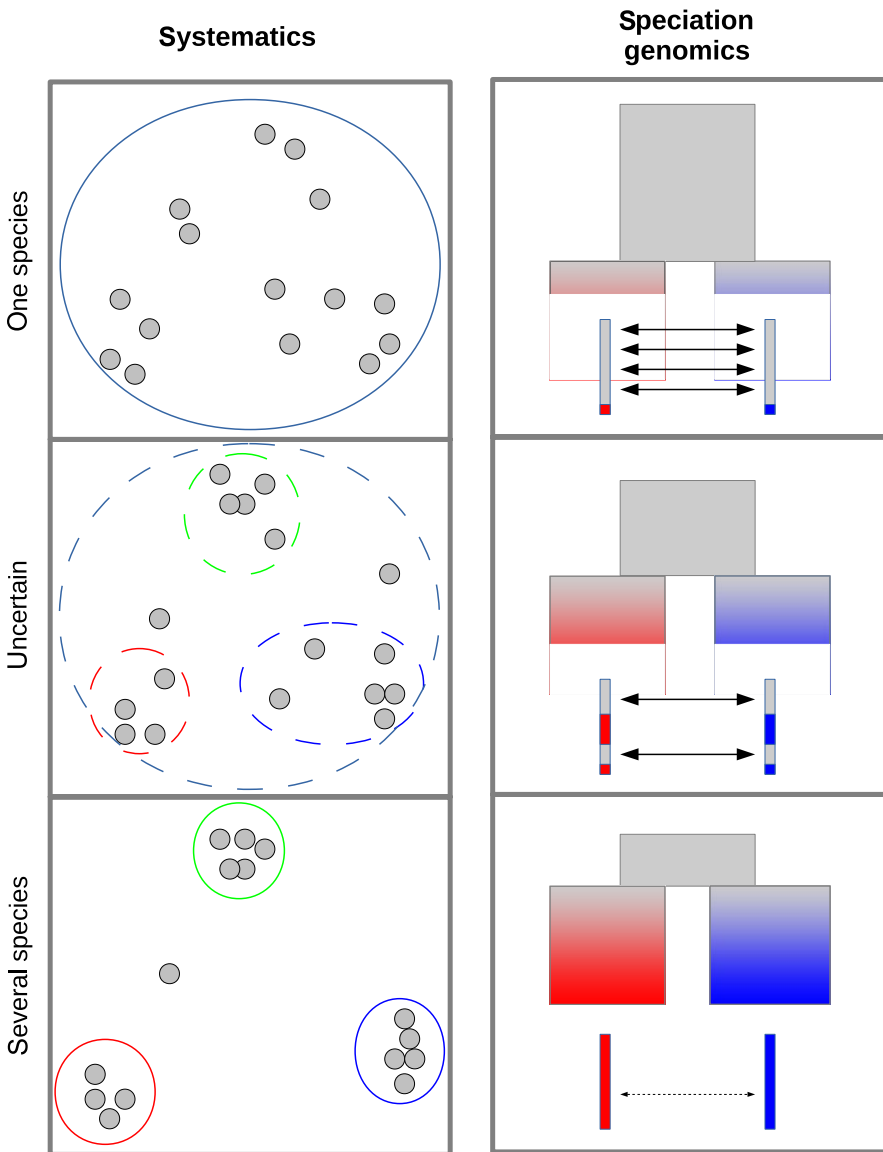 Systematics
Speciation
genomics
One species
Uncertain
Several species